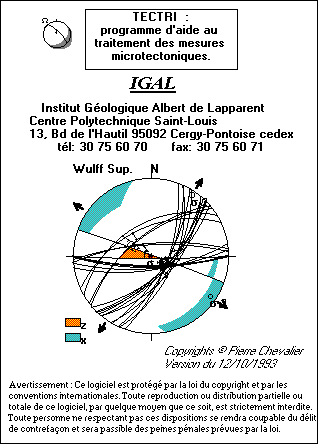 TECTRI :
programme d'aide au
traitement des mesures
microtectoniques.
IGAL
Institut Géologique Albert de Lapparent
Centre Polytechnique Saint-Louis
13, Bd de l'Hautil 95092 Cergy-Pontoise cedex
tél: 30 75 60 70 fax: 30 75 60 71
Wulff Sup. N
Z
X
Copyrights © Pierre Chevalier
Version du 12/10/1993
Avertissement : Ce logiciel est protégé par la loi du copyright et par les
conventions internationales. Toute reproduction ou distribution partielle ou
totale de ce logiciel, par quelque moyen que ce soit, est strictement interdite.
Toute personne ne respectant pas ces dispositions se rendra coupable du délit
de contrefaçon et sera passible des peines pénales prévues par la loi.